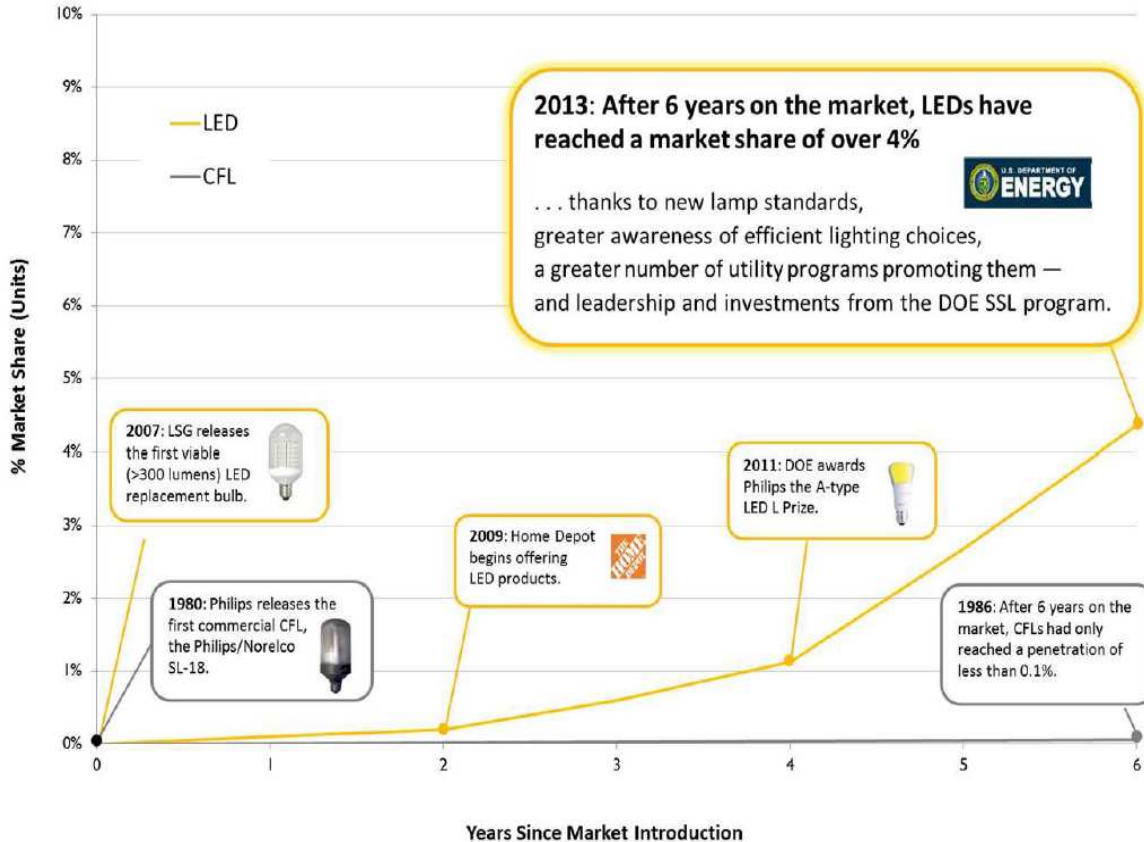 10%
9%
8%
7%
6%
5%
4%
3%
2%
1%
0%
% Market Share (Units)
LED
CFL
2013: After 6 years on the market, LEDs have
reached a market share of over 4%
U.S. DEPARTMENT OF
ENERGY
. . . thanks to new lamp standards,
greater awareness of efficient lighting choices,
a greater number of utility programs promoting them —
and leadership and investments from the DOE SSL program.
2007: LSG releases
the first viable
(>300 lumens) LED
replacement bulb.
2011: DOE awards
Philips the A-type
LED L Prize.
2009: Home Depot
begins offering
LED products.
THE
HOME
DEPOT
1980: Philips releases the
first commercial CFL,
the Philips/Norelco
SL-18.
1986: After 6 years on the
market, CFLs had only
reached a penetration of
less than 0.1%.
0
1
2
3
4
5
6
Years Since Market Introduction